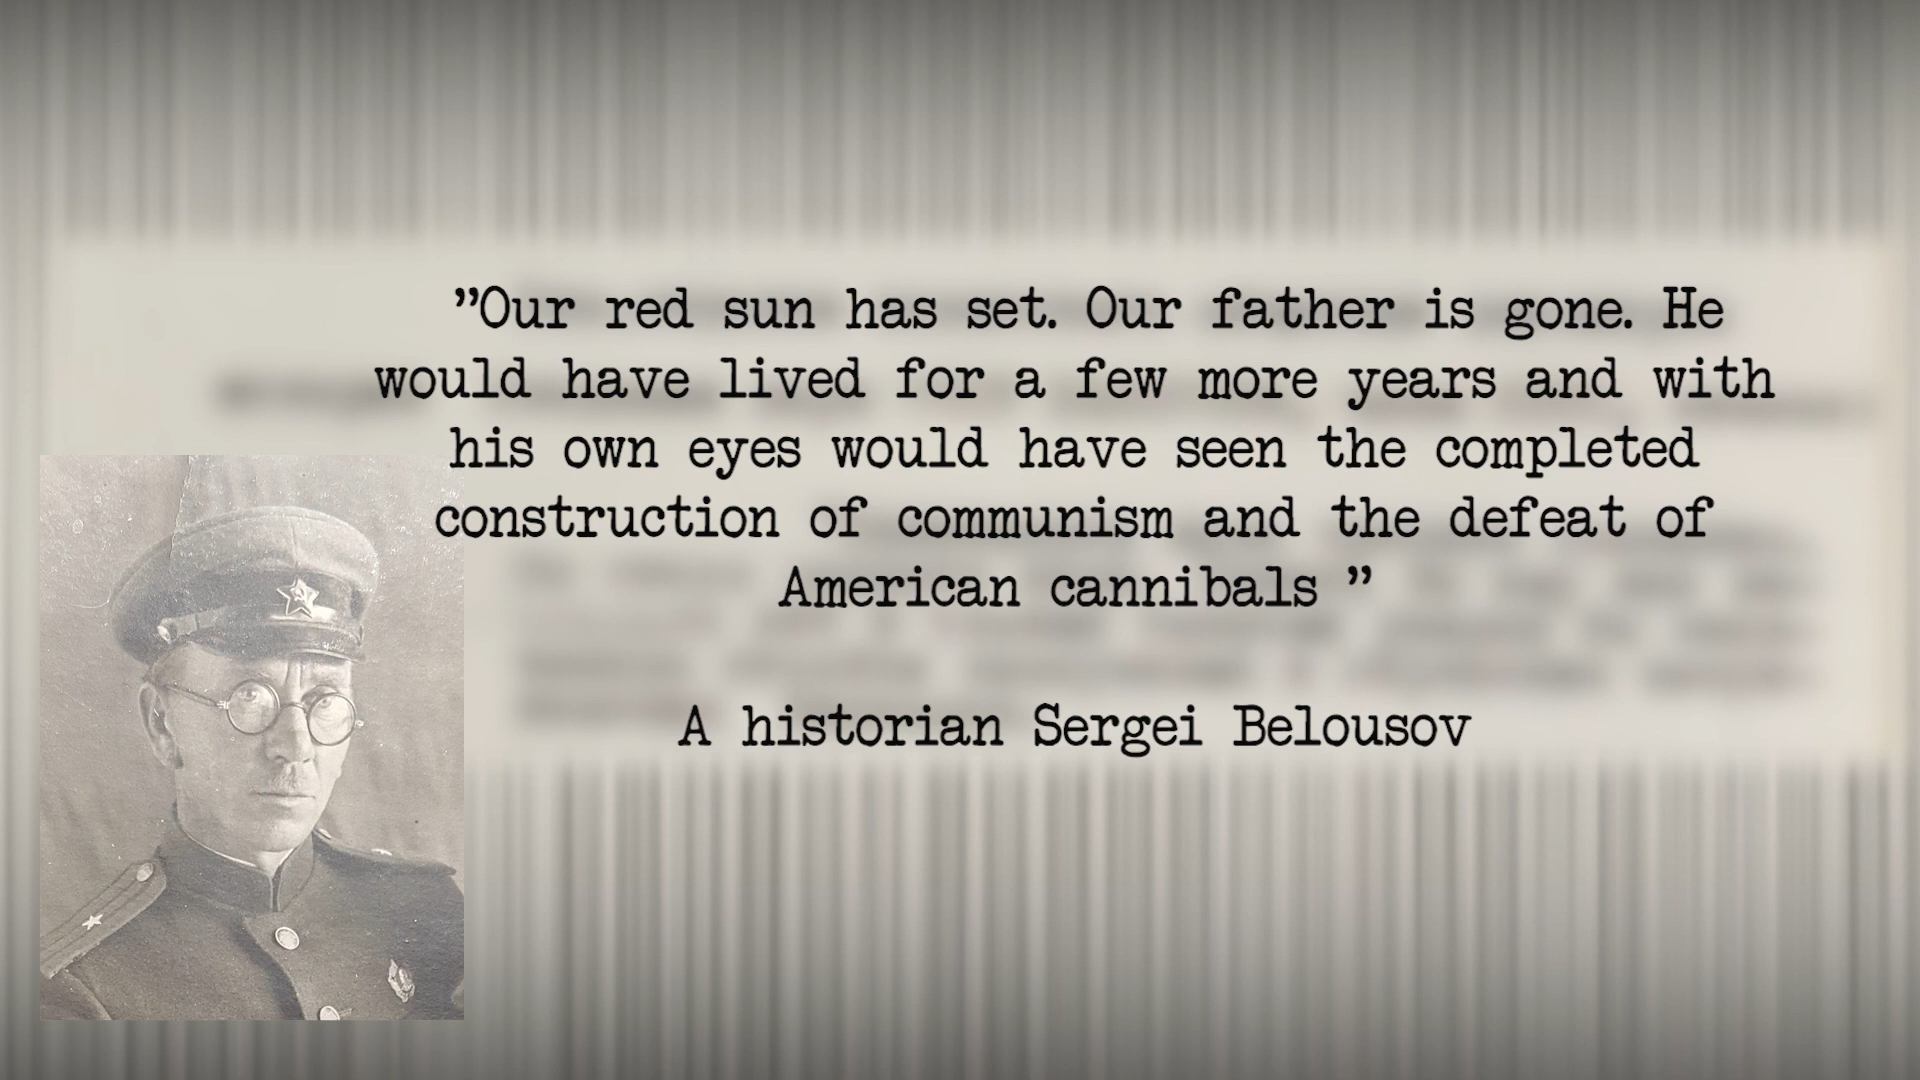 ”Our red sun has set. Our father is gone. He
would have lived for a few more years and with
his own eyes would have seen the completed
construction of communism and the defeat of
American cannibals ”
A historian Sergei Belousov